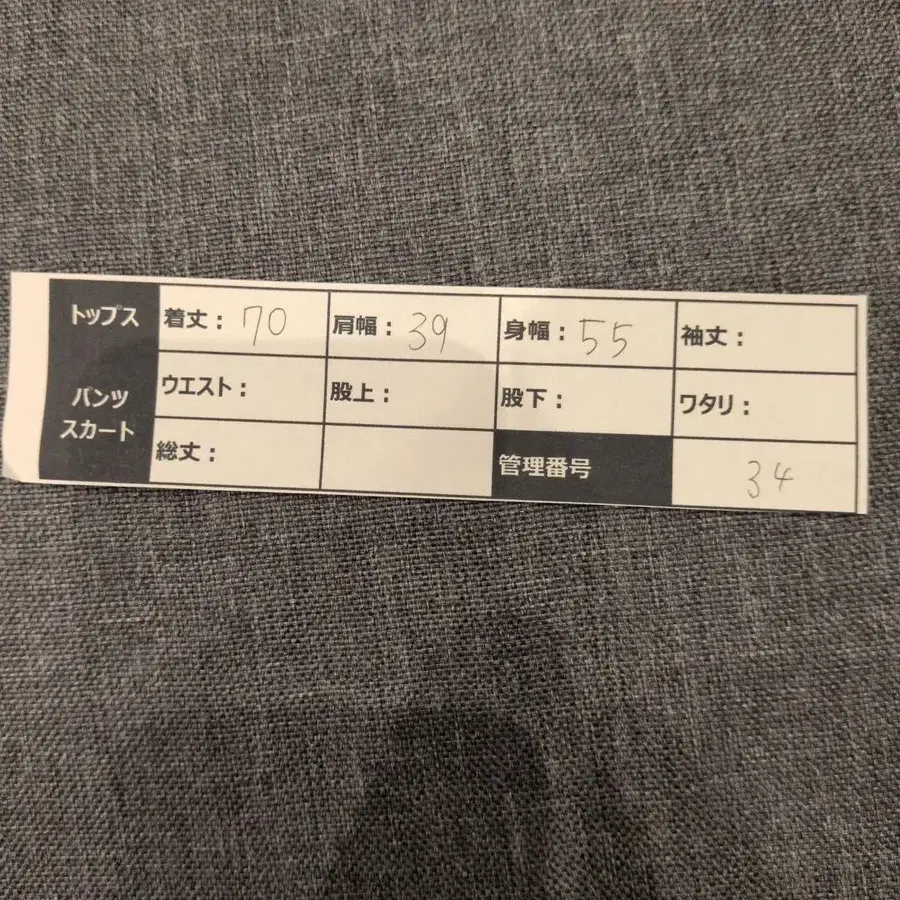 トップス 着丈: 70 肩幅: 39 身幅: 55 袖丈:
パンツ スカート ウエスト: 股上: 股下: ワタリ:
総丈: 管理番号 34